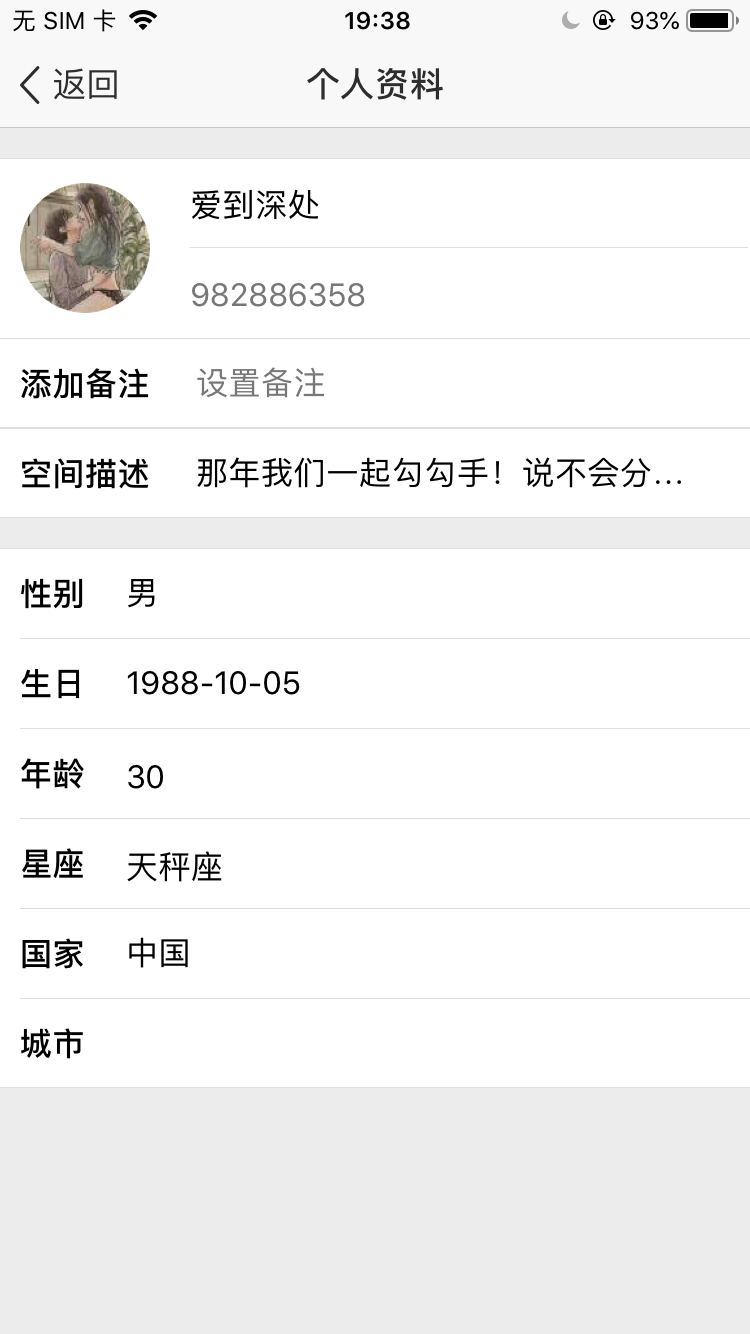 无 SIM 卡 19:38 93%
返回 个人资料
爱到深处
982886358
添加备注 设置备注
空间描述 那年我们一起勾勾手！说不会分...
性别 男
生日 1988-10-05
年龄 30
星座 天秤座
国家 中国
城市